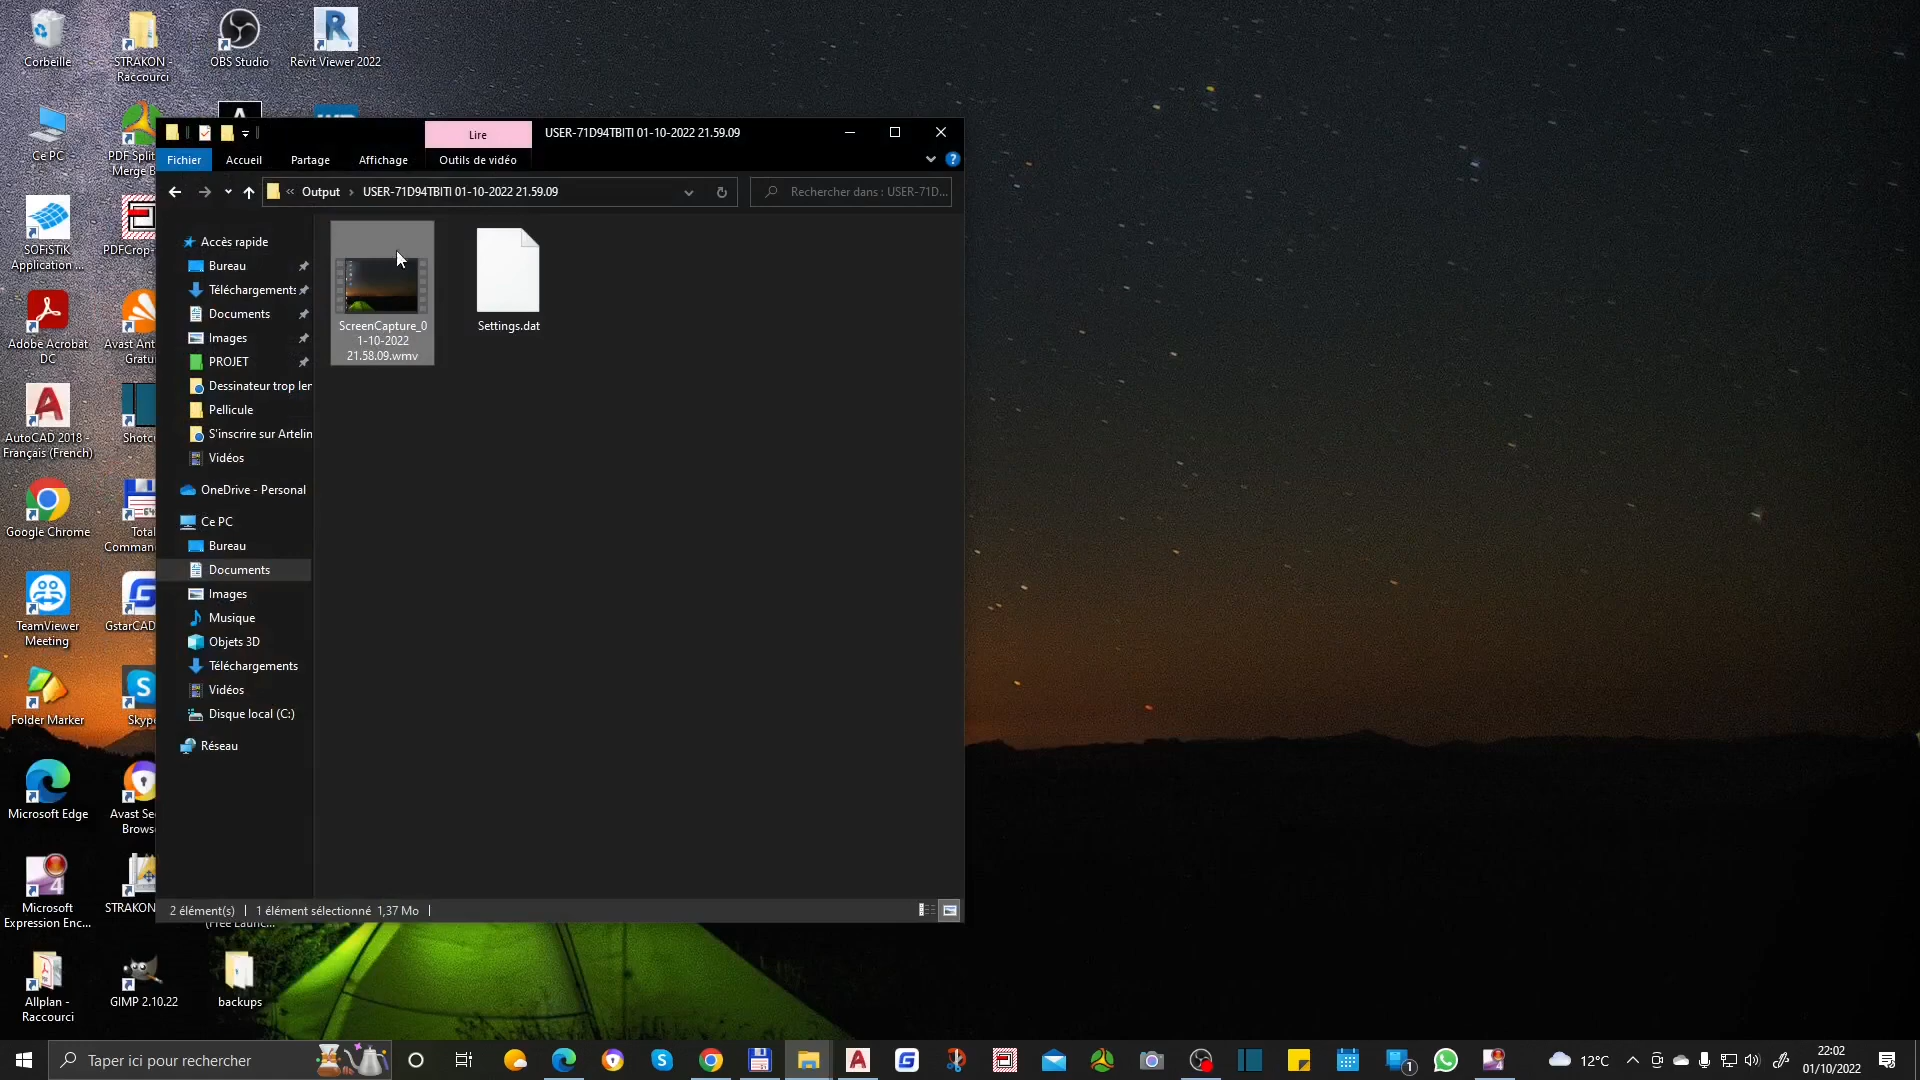 Corbeille
STRAKON -
Raccourci
OBS Studio
Revit Viewer 2022
Ce PC
PDF Split
Merge B
SOFiSTiK
Application ...
PDFCrop-
Adobe Acrobat
DC
Avast Ant
Gratu
AutoCAD 2018 -
Français (French)
Shotc
Google Chrome
Total
Comman
TeamViewer
Meeting
GstarCAD
Folder Marker
Skype
Microsoft Edge
Avast Se
Brows
Microsoft
Expression Enc...
STRAKON
(Free Launc...
Allplan -
Raccourci
GIMP 2.10.22
backups
Lire
USER-71D94TBITI 01-10-2022 21.59.09
Fichier
Accueil
Partage
Affichage
Outils de vidéo
Output
USER-71D94TBITI 01-10-2022 21.59.09
Rechercher dans : USER-71D...
Accès rapide
Bureau
Téléchargements
Documents
Images
PROJET
Dessinateur trop ler
Pellicule
S'inscrire sur Artelin
Vidéos
OneDrive - Personal
Ce PC
Bureau
Documents
Images
Musique
Objets 3D
Téléchargements
Vidéos
Disque local (C:)
Réseau
ScreenCapture_0
1-10-2022
21.58.09.wmv
Settings.dat
2 élément(s)
1 élément sélectionné 1,37 Mo
Taper ici pour rechercher
12°C
22:02
01/10/2022